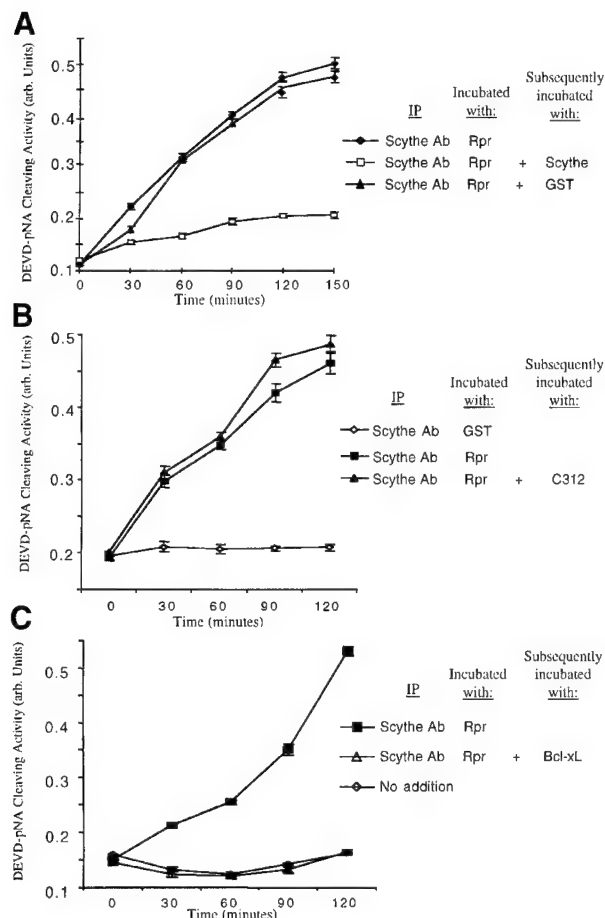 A
DEVD-pNA Cleaving Activity (arb. Units)
0.5
0.4
0.3
0.2
0.1
0 30 60 90 120 150
Time (minutes)
IP Incubated with: Subsequently incubated with:
Scythe Ab Rpr
Scythe Ab Rpr + Scythe
Scythe Ab Rpr + GST
B
DEVD-pNA Cleaving Activity (arb. Units)
0.5
0.4
0.3
0.2
0 30 60 90 120
Time (minutes)
IP Incubated with: Subsequently incubated with:
Scythe Ab GST
Scythe Ab Rpr
Scythe Ab Rpr + C312
C
DEVD-pNA Cleaving Activity (arb. Units)
0.5
0.4
0.3
0.2
0.1
0 30 60 90 120
Time (minutes)
IP Incubated with: Subsequently incubated with:
Scythe Ab Rpr
Scythe Ab Rpr + Bcl-xL
No addition